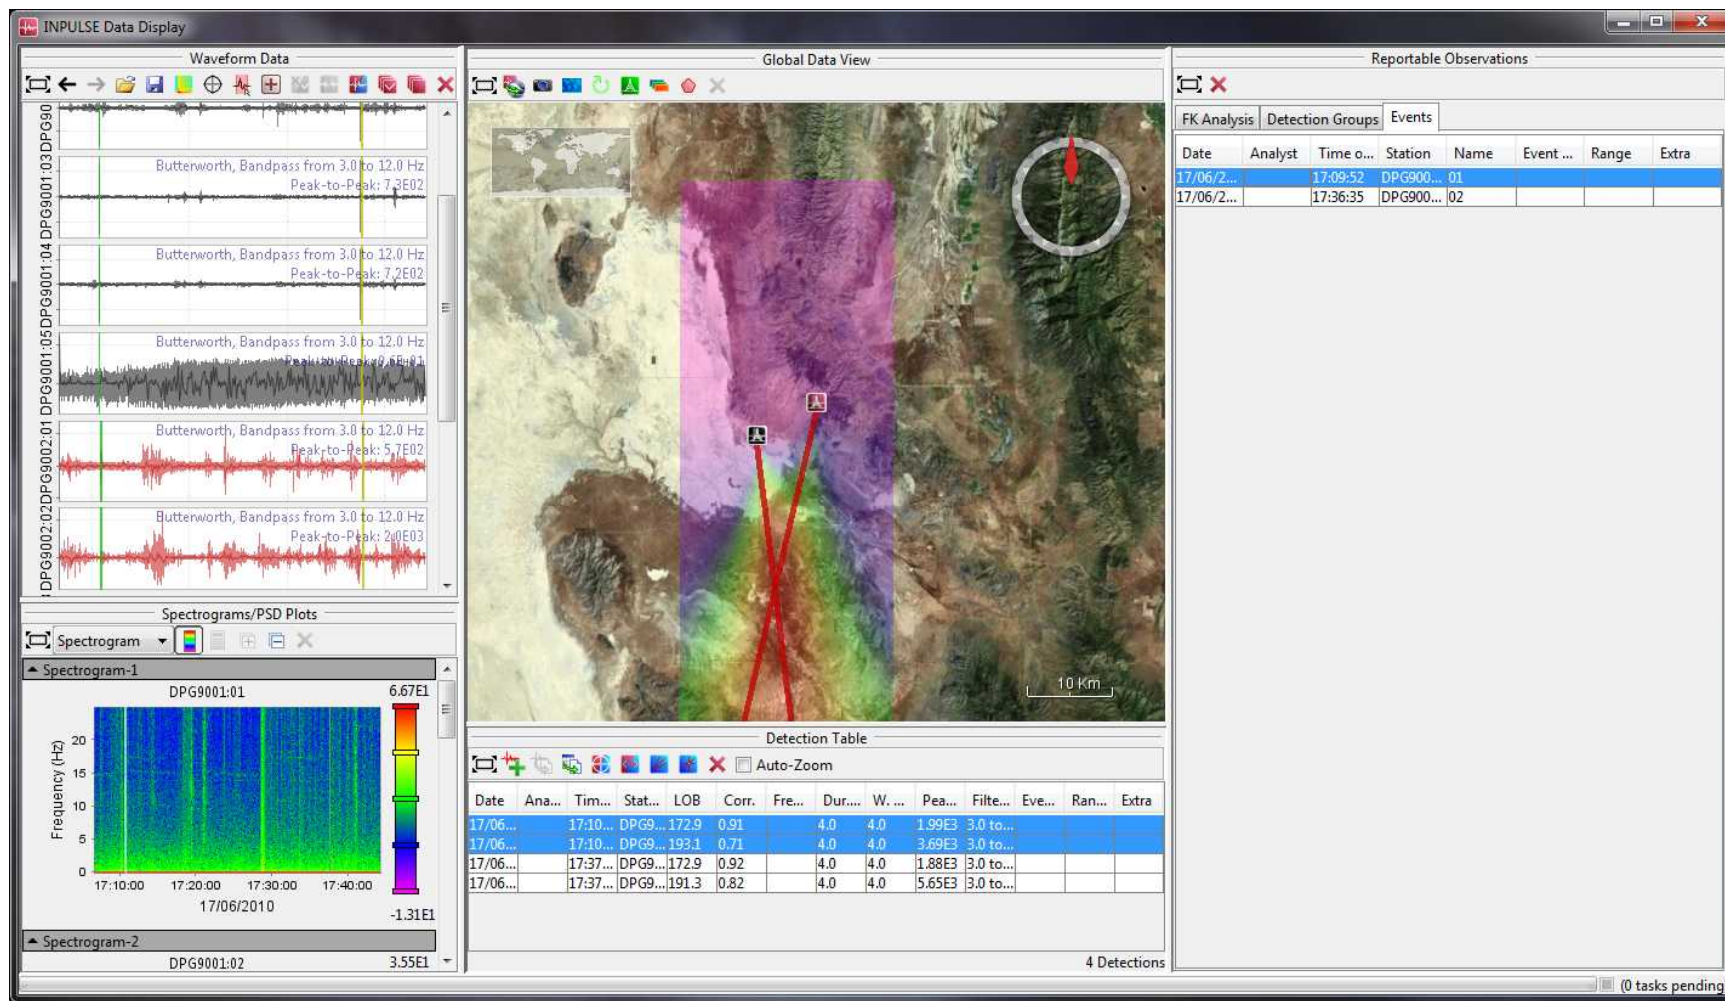 INPULSE Data Display
Waveform Data
DPG90
DPG9001:03
Butterworth, Bandpass from 3.0 to 12.0 Hz
Peak-to-Peak: 7.3E02
DPG9001:04
Butterworth, Bandpass from 3.0 to 12.0 Hz
Peak-to-Peak: 7.2E02
DPG9001:05
Butterworth, Bandpass from 3.0 to 12.0 Hz
Peak-to-Peak: 9.6E+01
DPG9002:01
Butterworth, Bandpass from 3.0 to 12.0 Hz
Peak-to-Peak: 5.7E02
DPG9002:02
Butterworth, Bandpass from 3.0 to 12.0 Hz
Peak-to-Peak: 2.0E03
Spectrograms/PSD Plots
Spectrogram
Spectrogram-1
DPG9001:01 6.67E1
Frequency (Hz)
20
15
10
5
0
17:10:00 17:20:00 17:30:00 17:40:00
17/06/2010
-1.31E1
Spectrogram-2
DPG9001:02 3.55E1
Global Data View
10 Km
Detection Table
Auto-Zoom
Date Ana... Tim... Stat... LOB Corr. Fre... Dur.... W. ... Pea... Filte... Eve... Ran... Extra
17/06... 17:10... DPG9... 172.9 0.91 4.0 4.0 1.99E3 3.0 to...
17/06... 17:10... DPG9... 193.1 0.71 4.0 4.0 3.69E3 3.0 to...
17/06... 17:37... DPG9... 172.9 0.92 4.0 4.0 1.88E3 3.0 to...
17/06... 17:37... DPG9... 191.3 0.82 4.0 4.0 5.65E3 3.0 to...
4 Detections
Reportable Observations
FK Analysis Detection Groups Events
Date Analyst Time o... Station Name Event ... Range Extra
17/06/2... 17:09:52 DPG900... 01
17/06/2... 17:36:35 DPG900... 02
(0 tasks pending